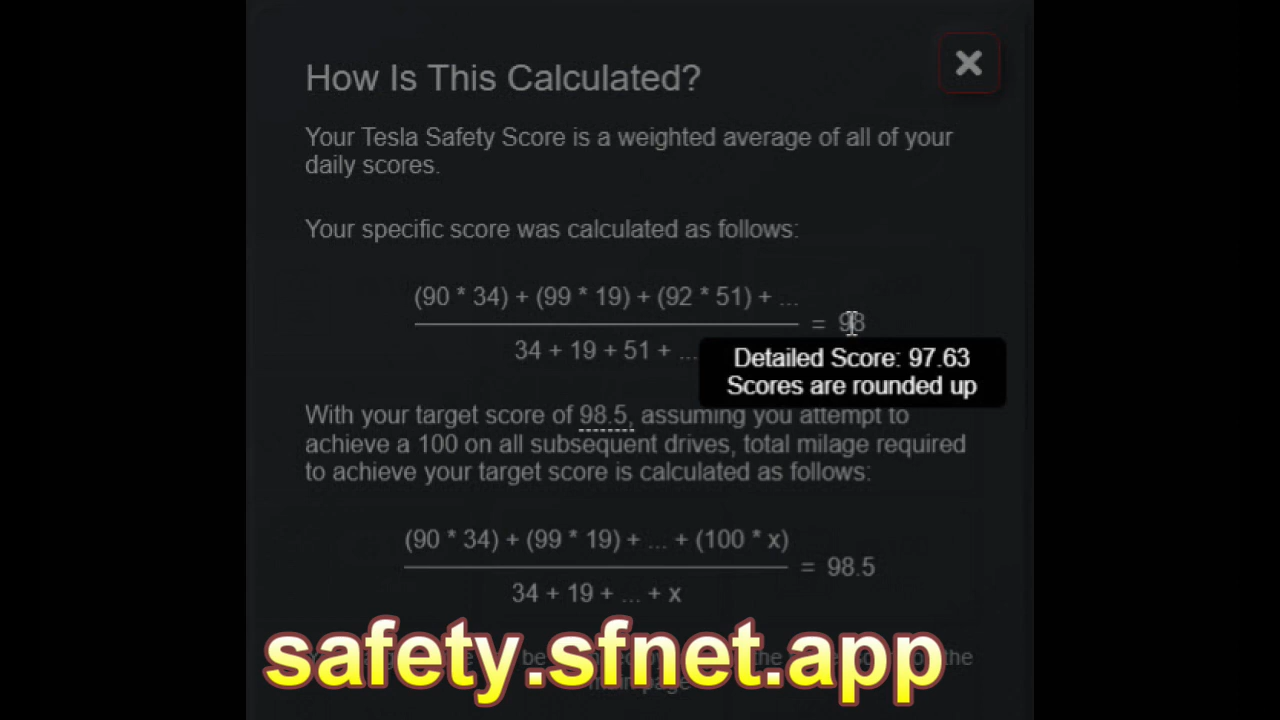 How Is This Calculated?
Your Tesla Safety Score is a weighted average of all of your
daily scores.
Your specific score was calculated as follows:
(90 * 34) + (99 * 19) + (92 * 51) + ...
= 98
34 + 19 + 51 + ...
Detailed Score: 97.63
Scores are rounded up
With your target score of 98.5, assuming you attempt to
achieve a 100 on all subsequent drives, total milage required
to achieve your target score is calculated as follows:
(90 * 34) + (99 * 19) + ... + (100 * x)
= 98.5
34 + 19 + ... + x
safety.sfnet.app